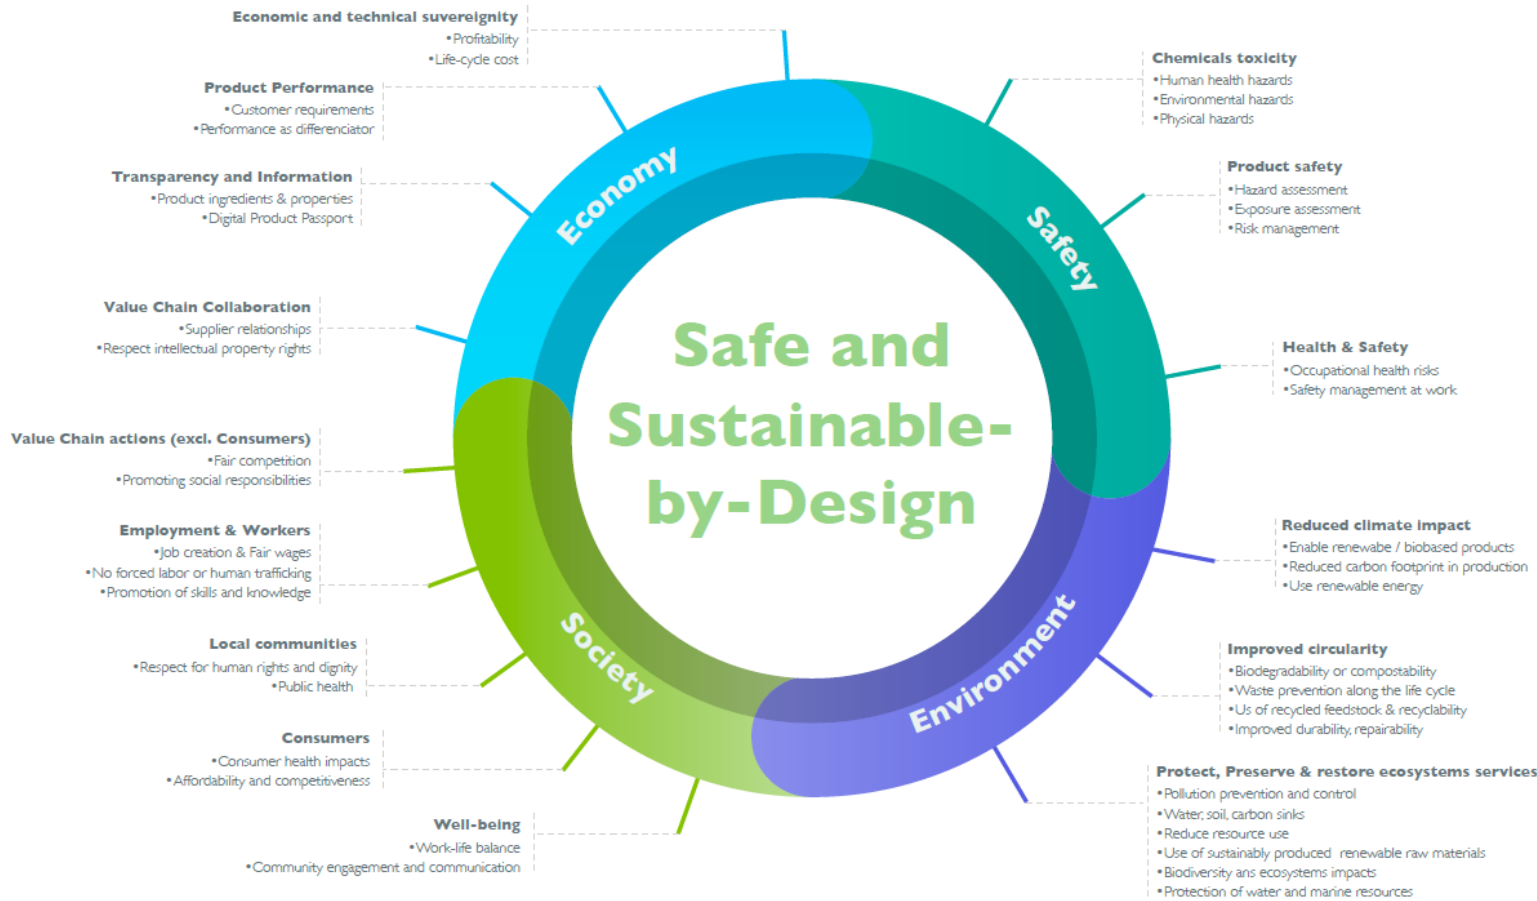 Economic and technical suvereignity
•Profitability
•Life-cycle cost
Product Performance
•Customer requirements
•Performance as differenciator
Transparency and Information
•Product ingredients & properties
•Digital Product Passport
Value Chain Collaboration
•Supplier relationships
•Respect intellectual property rights
Value Chain actions (excl. Consumers)
•Fair competition
•Promoting social responsibilities
Employment & Workers
•Job creation & Fair wages
•No forced labor or human trafficking
•Promotion of skills and knowledge
Local communities
•Respect for human rights and dignity
•Public health
Consumers
•Consumer health impacts
•Affordability and competitiveness
Well-being
•Work-life balance
•Community engagement and communication
Economy
Safety
Society
Environment
Safe and
Sustainable-
by-Design
Chemicals toxicity
•Human health hazards
•Environmental hazards
•Physical hazards
Product safety
•Hazard assessment
•Exposure assessment
•Risk management
Health & Safety
•Occupational health risks
•Safety management at work
Reduced climate impact
•Enable renewabe / biobased products
•Reduced carbon footprint in production
•Use renewable energy
Improved circularity
•Biodegradability or compostability
•Waste prevention along the life cycle
•Us of recycled feedstock & recyclability
•Improved durability, repairability
Protect, Preserve & restore ecosystems services
•Pollution prevention and control
•Water, soil, carbon sinks
•Reduce resource use
•Use of sustainably produced renewable raw materials
•Biodiversity ans ecosystems impacts
•Protection of water and marine resources